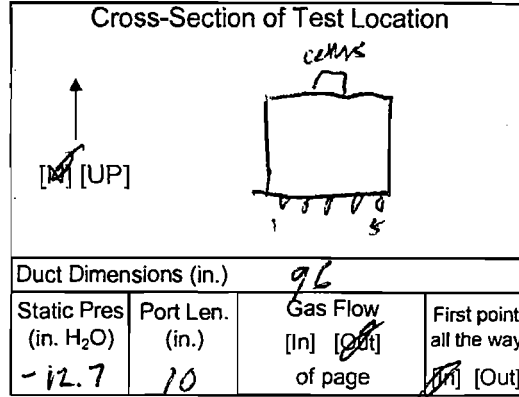 Cross-Section of Test Location
CEMS
[N] [UP]
1 5
Duct Dimensions (in.) 96
Static Pres (in. H₂O) -12.7
Port Len. (in.) 10
Gas Flow [In] [Out] of page
First point all the way [In] [Out]